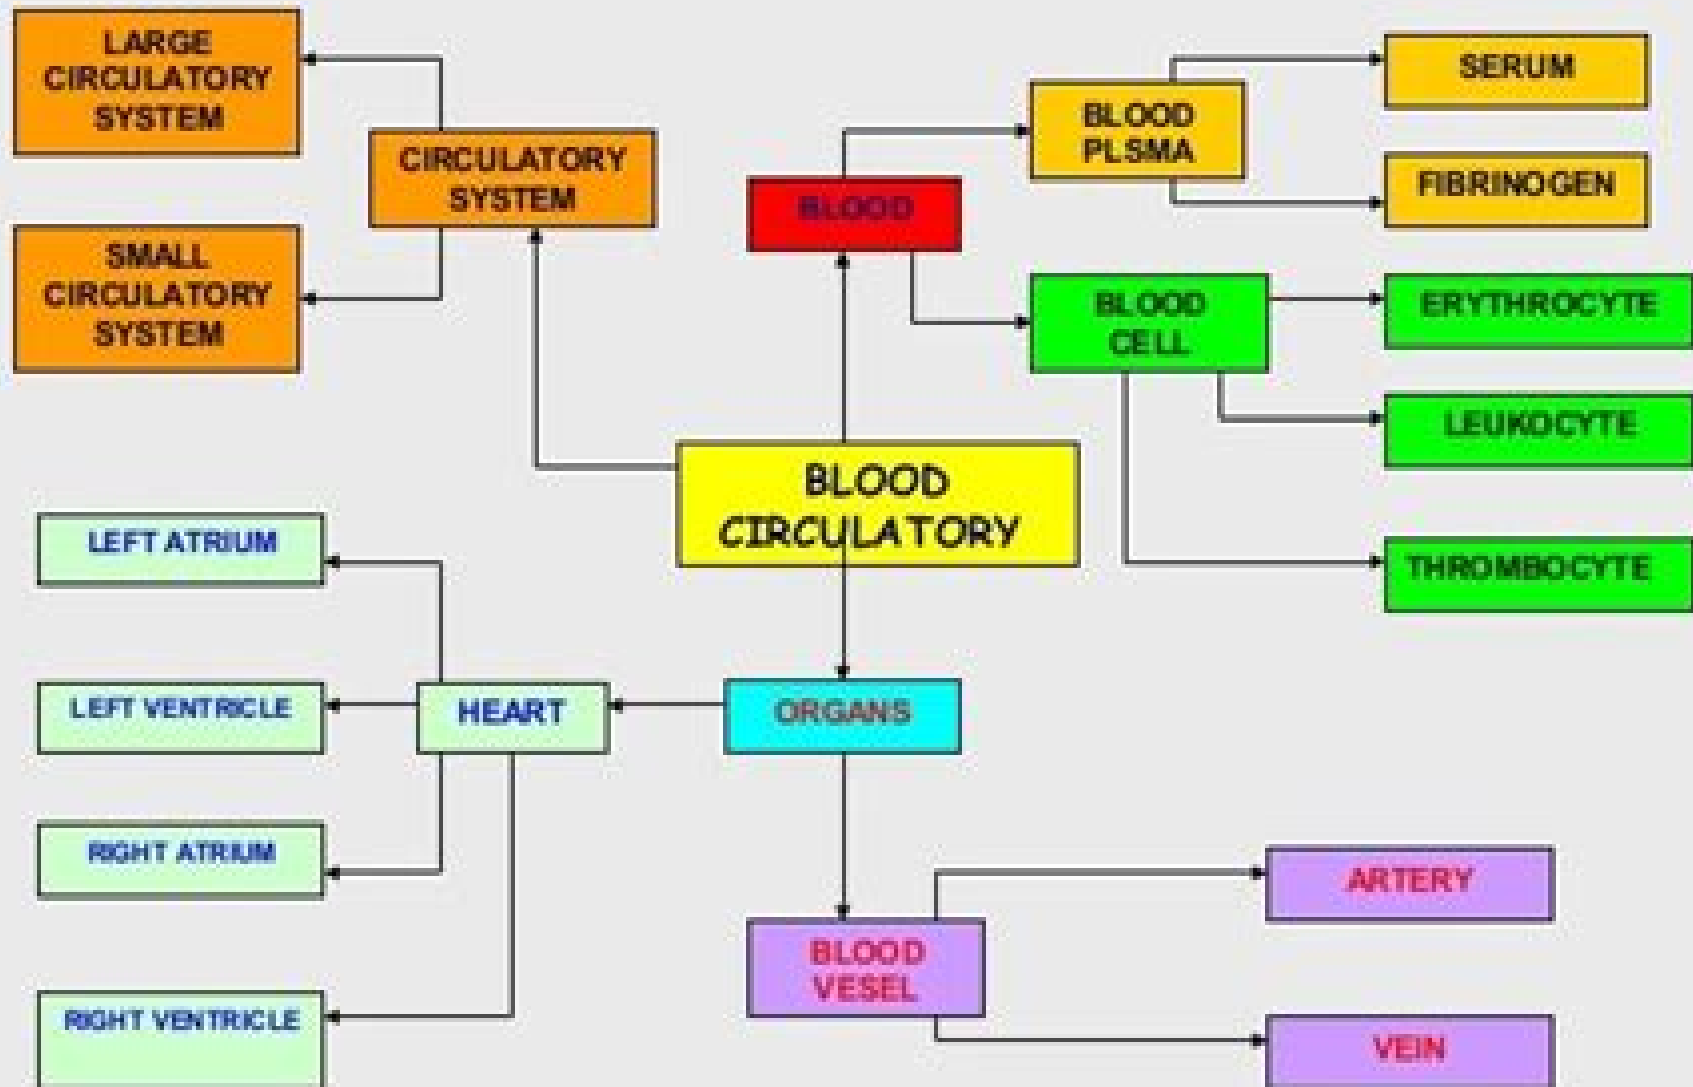 LARGE
CIRCULATORY
SYSTEM
CIRCULATORY
SYSTEM
SMALL
CIRCULATORY
SYSTEM
BLOOD
BLOOD
PLSMA
SERUM
FIBRINOGEN
BLOOD
CELL
ERYTHROCYTE
LEUKOCYTE
THROMBOCYTE
BLOOD
CIRCULATORY
LEFT ATRIUM
LEFT VENTRICLE
HEART
ORGANS
RIGHT ATRIUM
RIGHT VENTRICLE
BLOOD
VESEL
ARTERY
VEIN